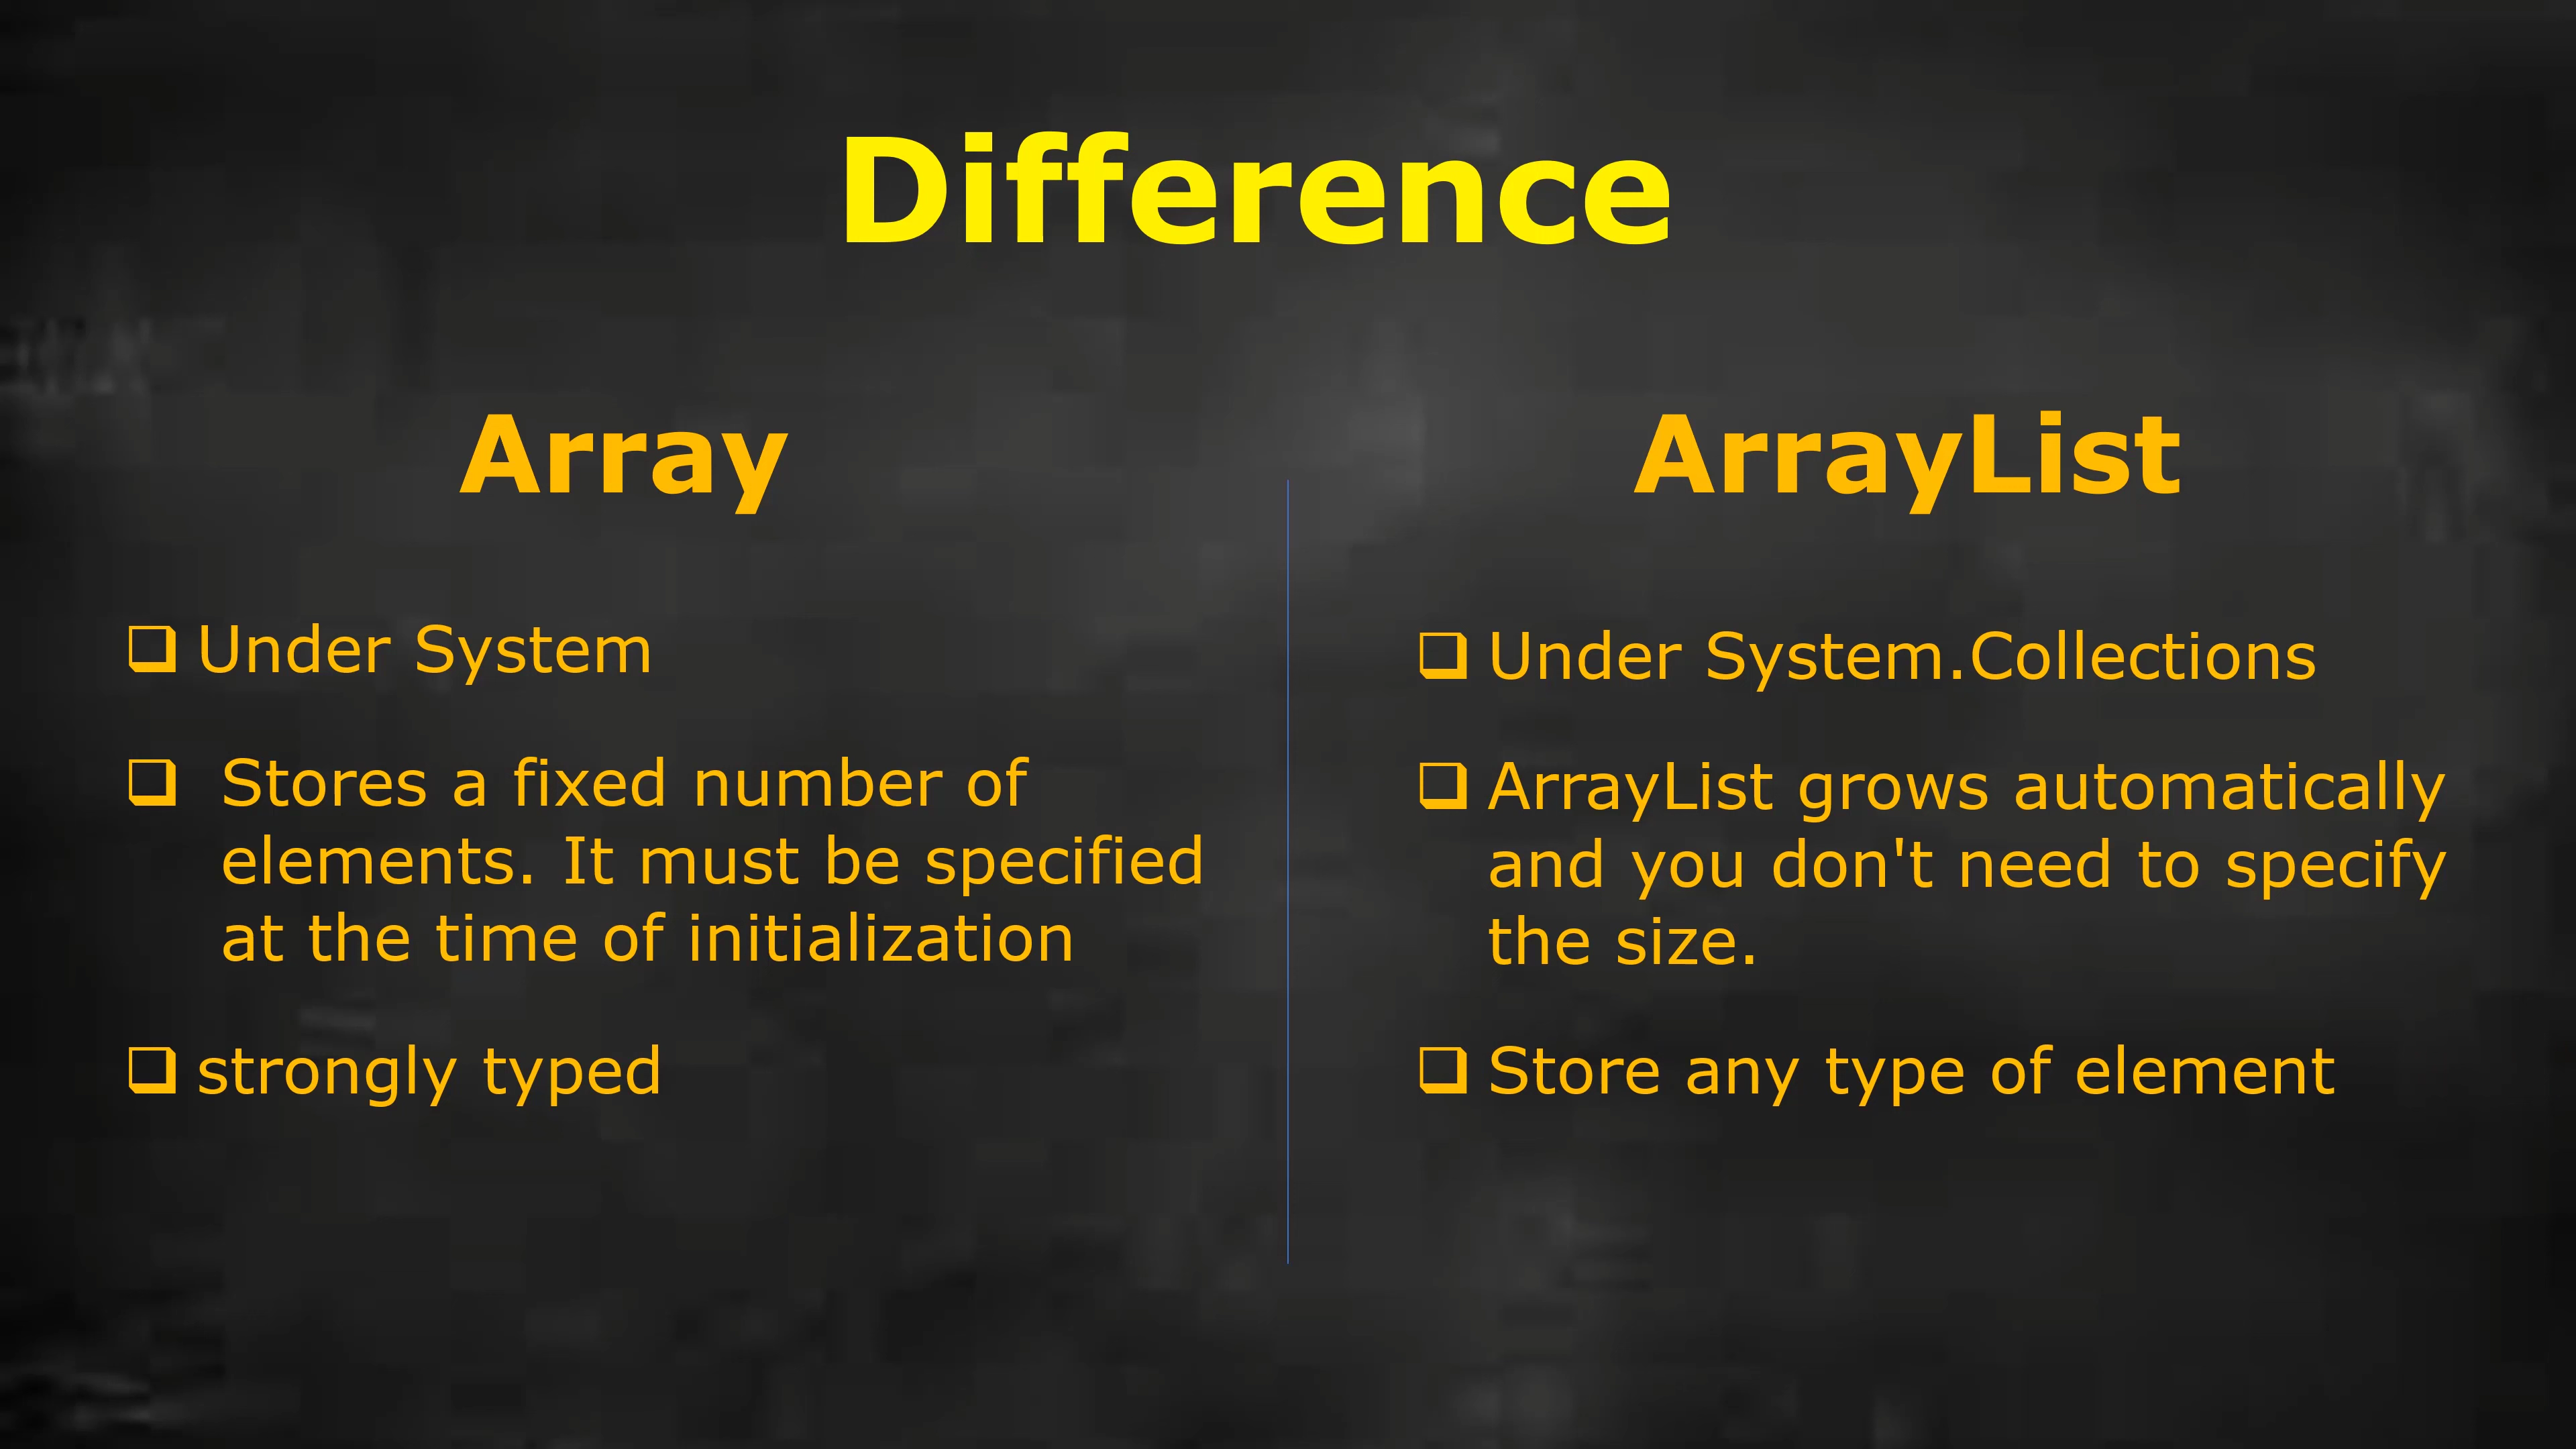 Difference
Array
Under System
Stores a fixed number of
elements. It must be specified
at the time of initialization
strongly typed
ArrayList
Under System.Collections
ArrayList grows automatically
and you don't need to specify
the size.
Store any type of element